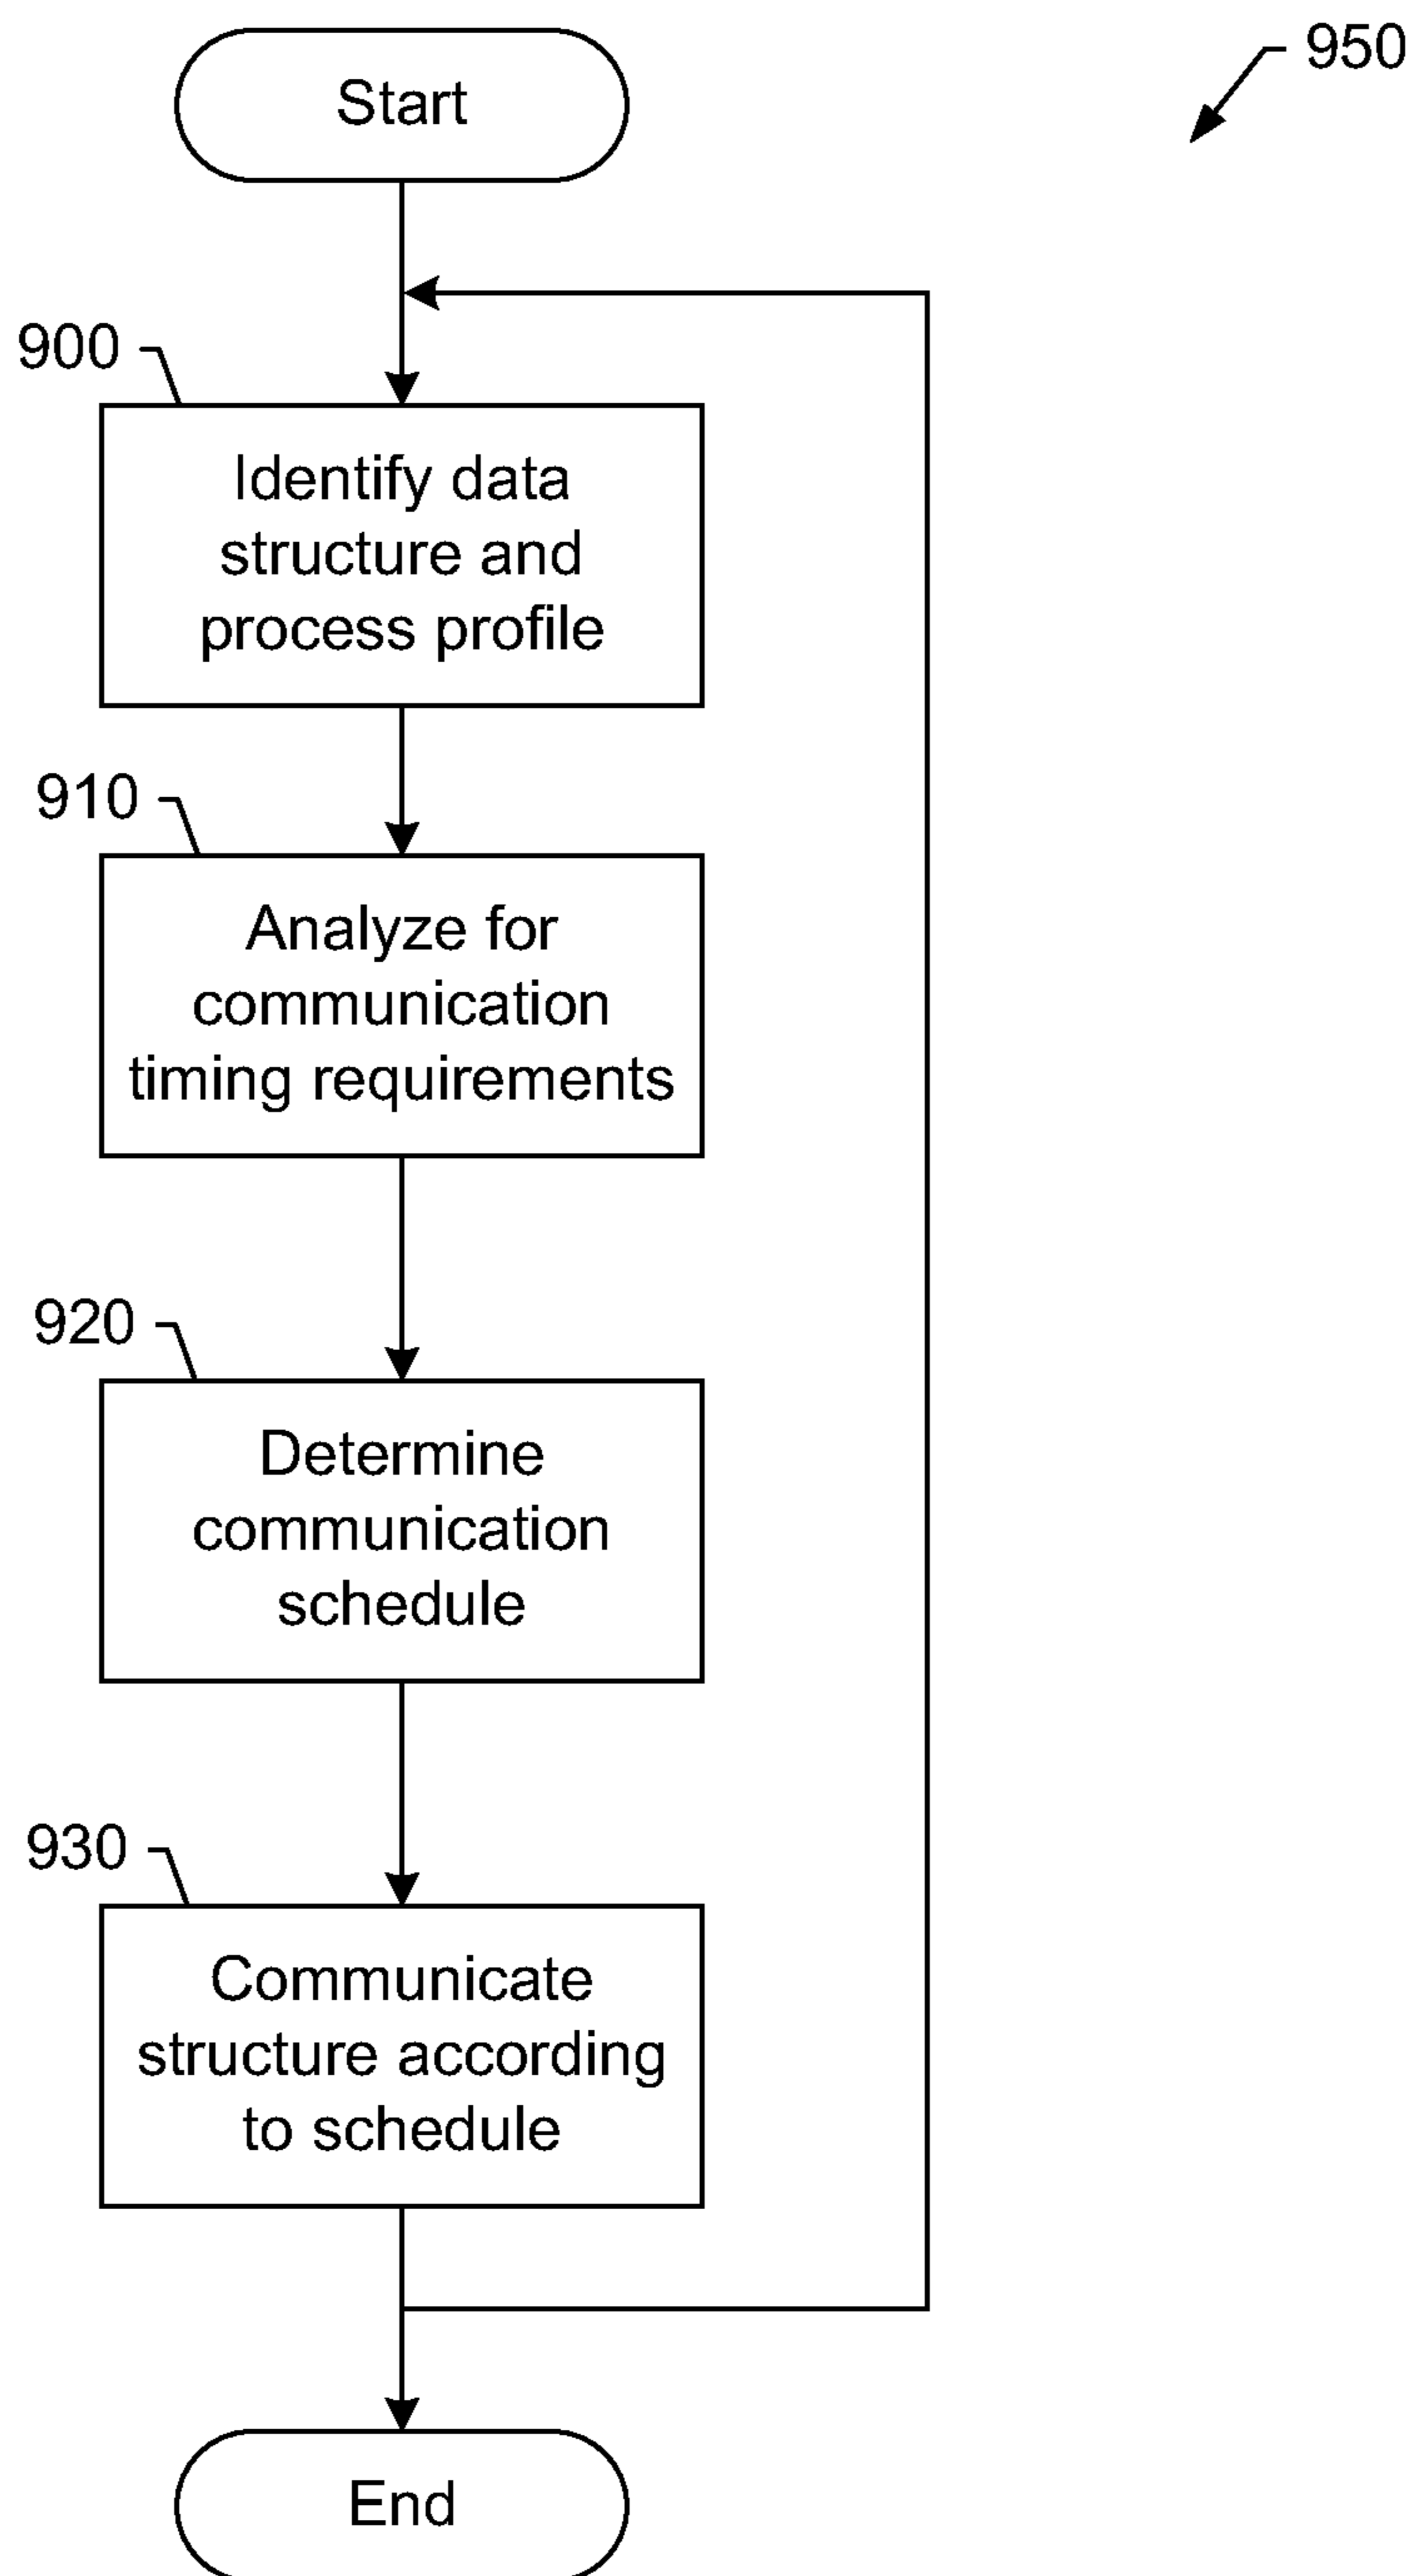 Start
950
900
Identify data
structure and
process profile
910
Analyze for
communication
timing requirements
920
Determine
communication
schedule
930
Communicate
structure according
to schedule
End